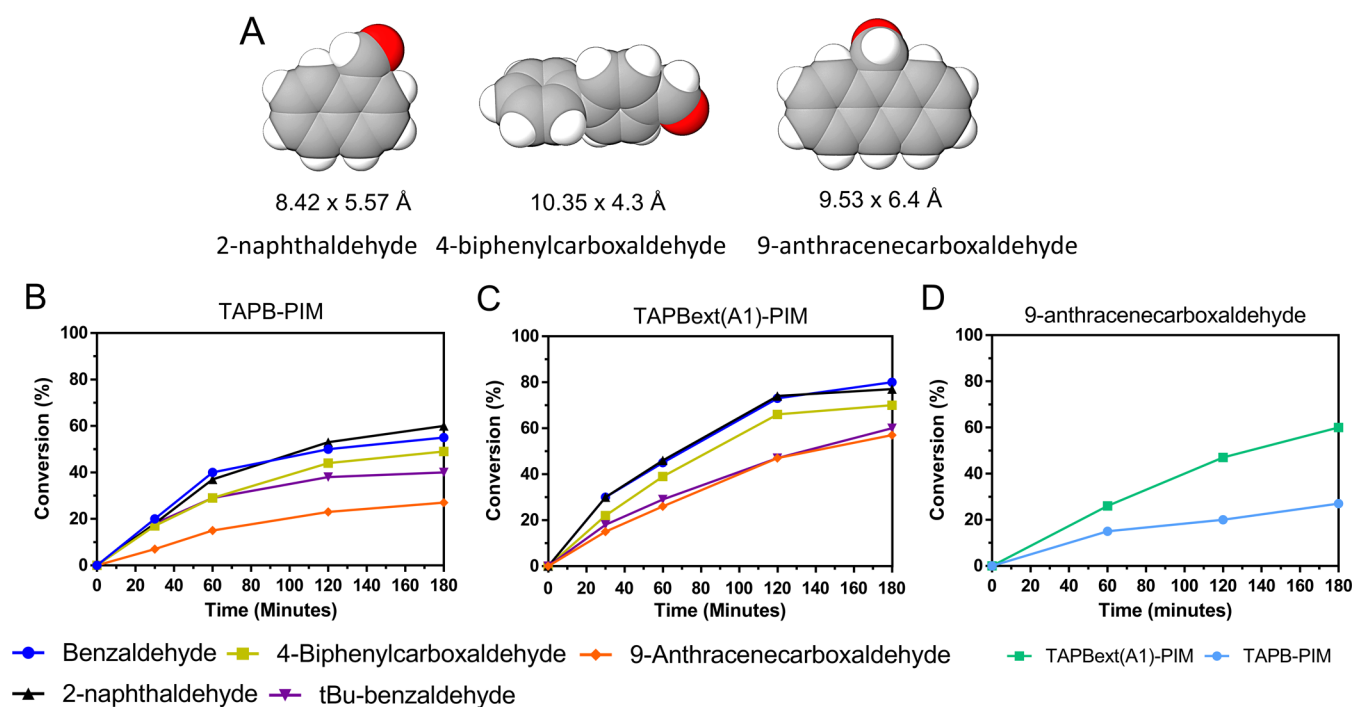 A
8.42 x 5.57 Å
10.35 x 4.3 Å
9.53 x 6.4 Å
2-naphthaldehyde
4-biphenylcarboxaldehyde
9-anthracenecarboxaldehyde
B
TAPB-PIM
Conversion (%)
100
80
60
40
20
0
0 20 40 60 80 100 120 140 160 180
Time (Minutes)
C
TAPBext(A1)-PIM
Conversion (%)
100
80
60
40
20
0
0 20 40 60 80 100 120 140 160 180
Time (Minutes)
D
9-anthracenecarboxaldehyde
Conversion (%)
100
80
60
40
20
0
0 20 40 60 80 100 120 140 160 180
Time (minutes)
Benzaldehyde
4-Biphenylcarboxaldehyde
9-Anthracenecarboxaldehyde
2-naphthaldehyde
tBu-benzaldehyde
TAPBext(A1)-PIM
TAPB-PIM